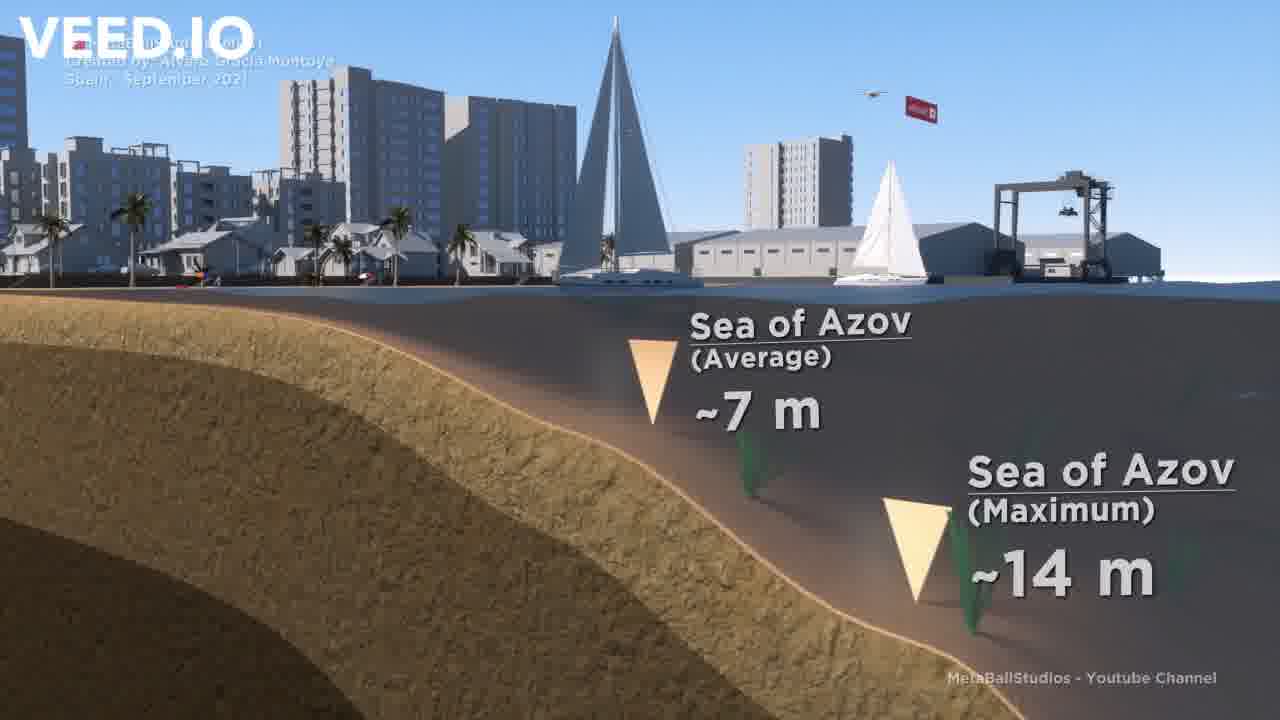 VEED.IO
Created by: Alvaro Gracia Montoya
Spain, September 2021
Sea of Azov
(Average)
~7 m
Sea of Azov
(Maximum)
~14 m
MetaBallStudios - Youtube Channel